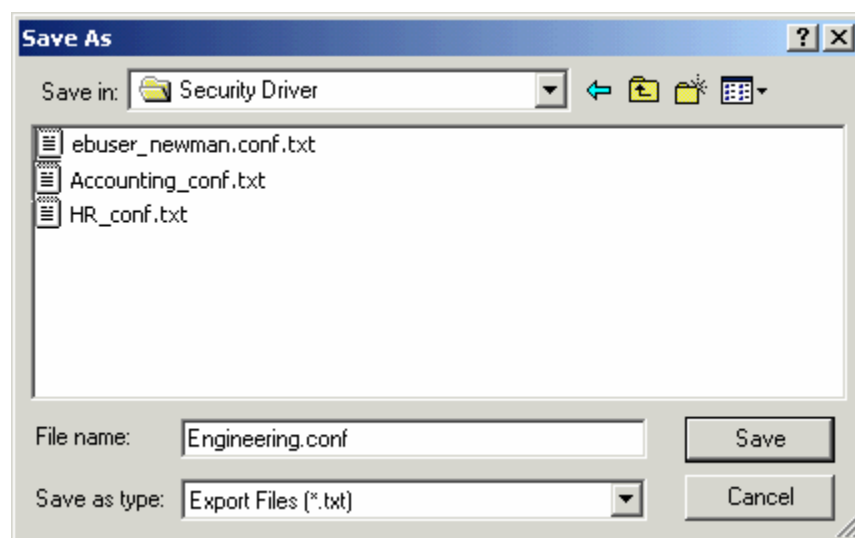 Save As
Save in: Security Driver
ebuser_newman.conf.txt
Accounting_conf.txt
HR_conf.txt
File name: Engineering.conf Save
Save as type: Export Files (*.txt) Cancel